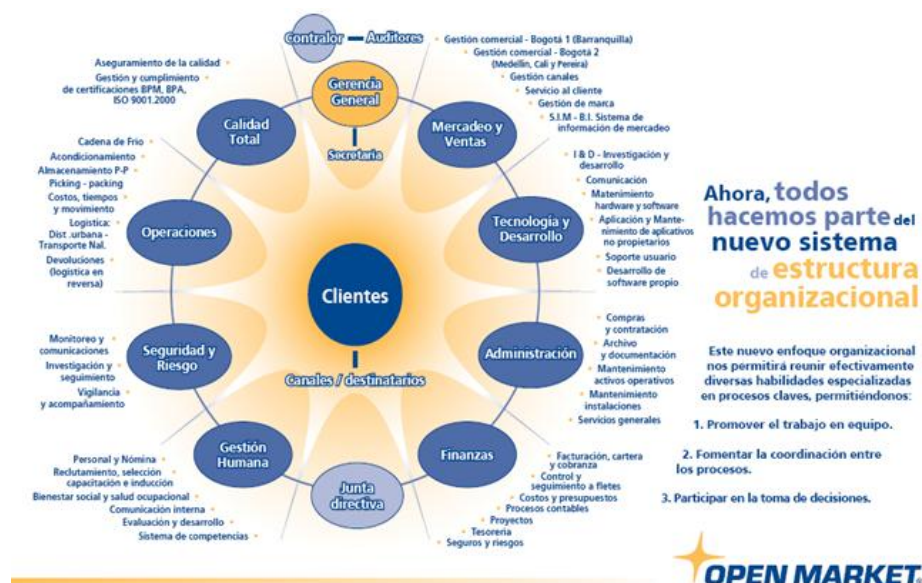 Contralor — Auditores
Gerencia
General
Secretaria
Aseguramiento de la calidad
Gestión y cumplimiento
de certificaciones BPM, BPA,
ISO 9001.2000
Calidad
Total
Gestión comercial - Bogotá 1 (Barranquilla)
Gestión comercial - Bogotá 2
(Medellín, Cali y Pereira)
Gestión canales
Servicio al cliente
Gestión de marca
S.I.M - B.I. Sistema de
información de mercadeo
Mercadeo y
Ventas
Cadena de Frio
Acondicionamiento
Almacenamiento P-P
Picking - packing
Costos, tiempos
y movimiento
Logistica:
Dist .urbana -
Transporte Nal.
Devoluciones
(logistica en
reversa)
Operaciones
I & D - Investigación y
desarrollo
Comunicación
Matenimiento
hardware y software
Aplicación y Mante-
nimiento de aplicativos
no propietarios
Soporte usuario
Desarrollo de
software propio
Tecnología y
Desarrollo
Clientes
Canales / destinatarios
Monitoreo y
comunicaciones
Investigación y
seguimiento
Vigilancia
y acompañamiento
Seguridad y
Riesgo
Compras
y contratación
Archivo
y documentación
Mantenimiento
activos operativos
Mantenimiento
instalaciones
Servicios generales
Administración
Personal y Nómina
Reclutamiento, selección
capacitación e inducción
Bienestar social y salud ocupacional
Comunicación interna
Evaluación y desarrollo
Sistema de competencias
Gestión
Humana
Junta
directiva
Finanzas
Facturación, cartera
y cobranza
Control y
seguimiento a fletes
Costos y presupuestos
Procesos contables
Proyectos
Tesoreria
Seguros y riesgos
Ahora, todos
hacemos parte del
nuevo sistema
de estructura
organizacional
Este nuevo enfoque organizacional
nos permitirá reunir efectivamente
diversas habilidades especializadas
en procesos claves, permitiéndonos:
1. Promover el trabajo en equipo.
2. Fomentar la coordinación entre
los procesos.
3. Participar en la toma de decisiones.
OPEN MARKET